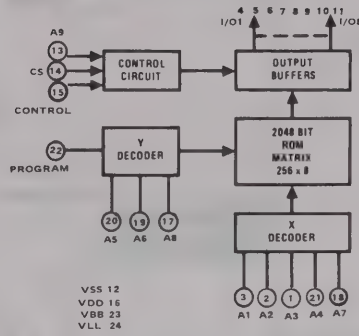 4 5 6 7 8 9 10 11
I/O1 I/O8
A9
13
CS 14
15
CONTROL
CONTROL CIRCUIT
OUTPUT BUFFERS
22
PROGRAM
Y DECODER
2048 BIT ROM MATRIX 256 x 8
20 19 17
A5 A6 A8
X DECODER
3 2 1 21 18
A1 A2 A3 A4 A7
VSS 12
VDD 16
VBB 23
VLL 24